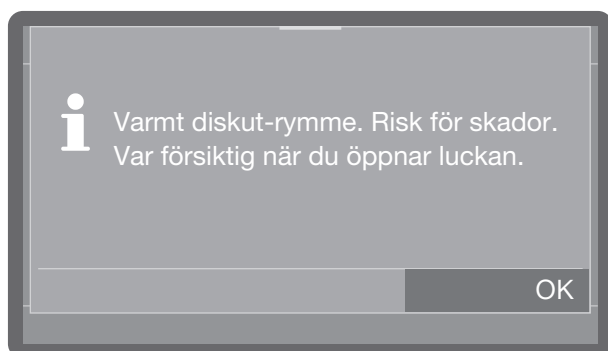 Varmt diskut-rymme. Risk för skador.
Var försiktig när du öppnar luckan.
OK